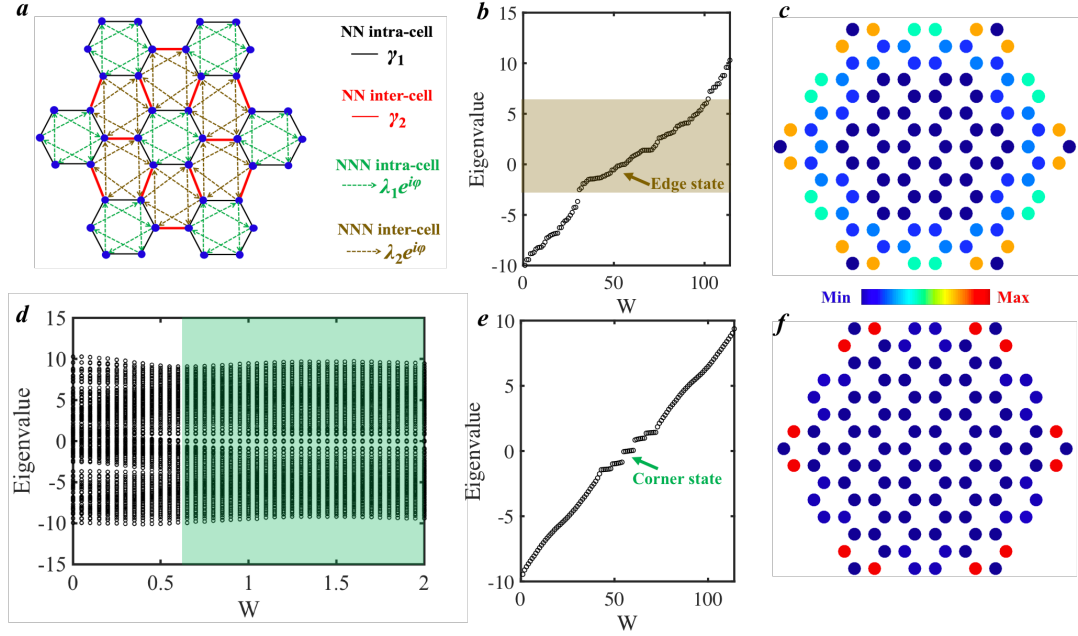 a
NN intra-cell
γ1
NN inter-cell
γ2
NNN intra-cell
λ1e^{iφ}
NNN inter-cell
λ2e^{iφ}
b
Eigenvalue
10
5
0
-5
-10
Edge state
0
50
100
W
c
Min
Max
d
Eigenvalue
15
10
5
0
-5
-10
-15
0
0.5
1
1.5
2
W
e
Eigenvalue
10
5
0
-5
-10
Corner state
0
50
100
W
f